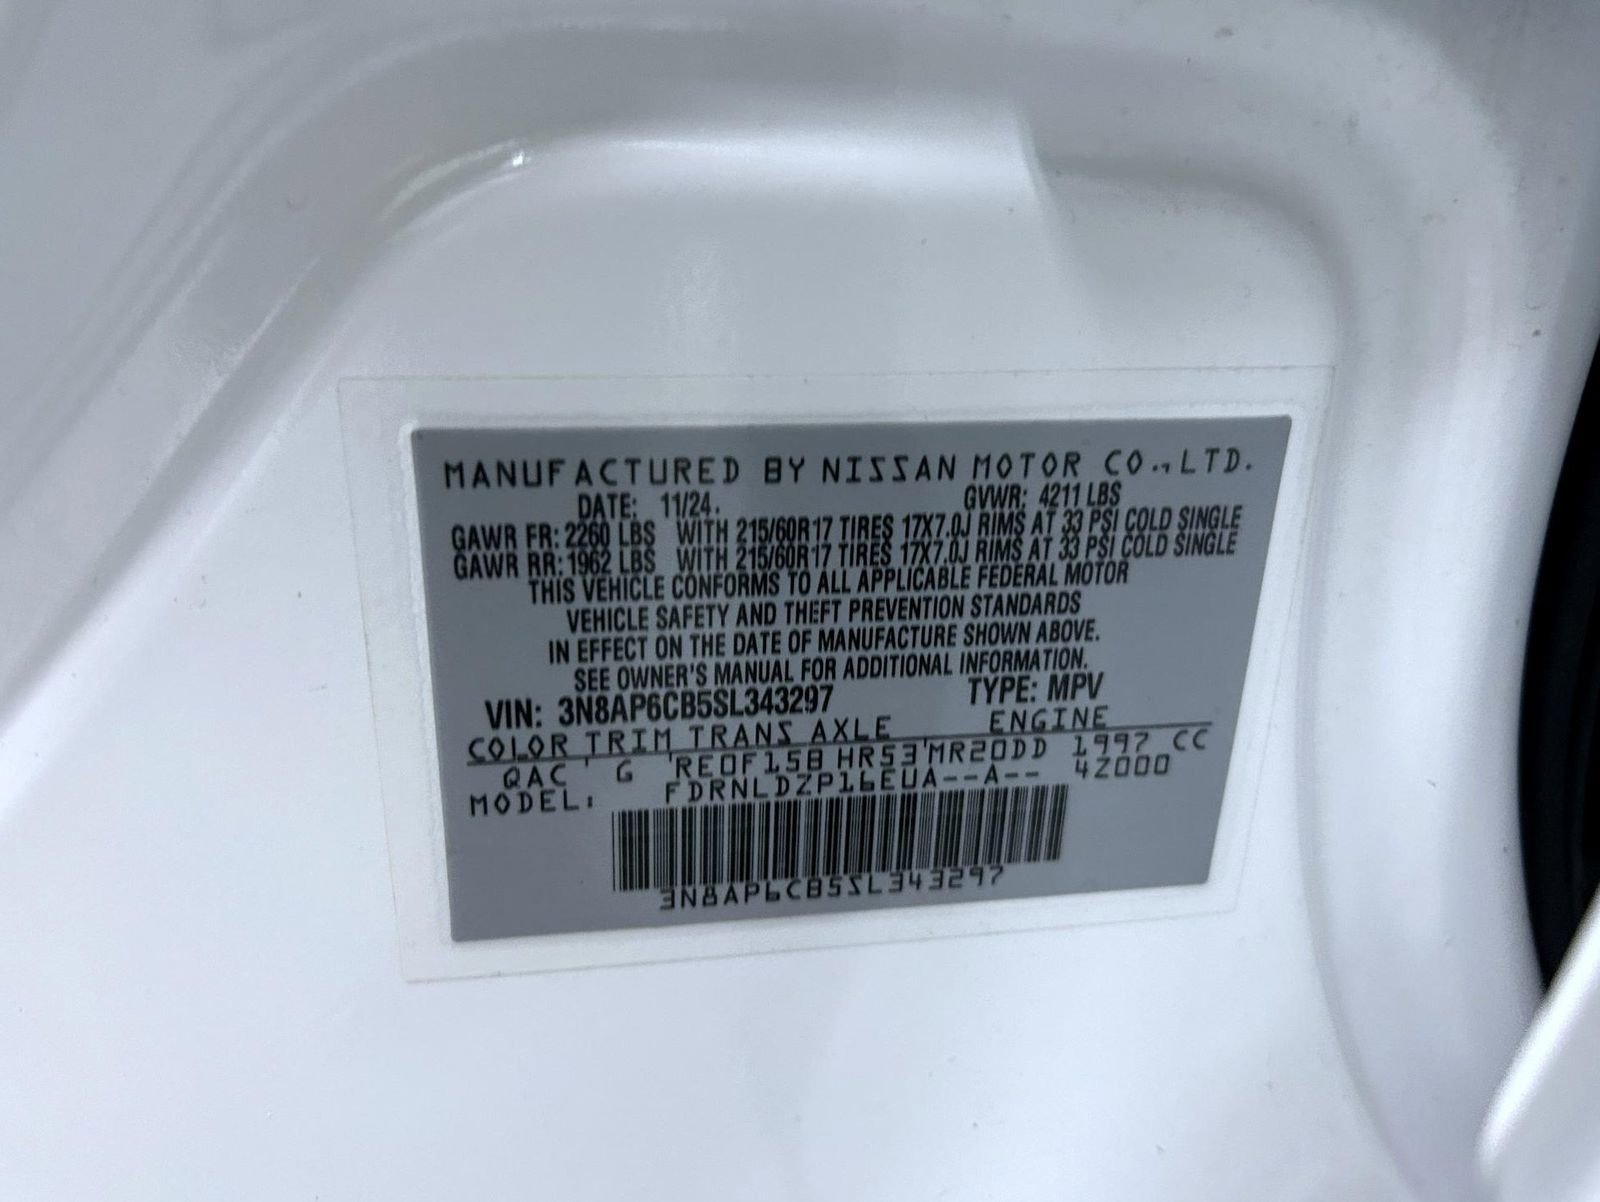 MANUFACTURED BY NISSAN MOTOR CO., LTD.
DATE: 11/24. GVWR: 4211 LBS
GAWR FR: 2260 LBS WITH 215/60R17 TIRES 17X7.0J RIMS AT 33 PSI COLD SINGLE
GAWR RR: 1962 LBS WITH 215/60R17 TIRES 17X7.0J RIMS AT 33 PSI COLD SINGLE
THIS VEHICLE CONFORMS TO ALL APPLICABLE FEDERAL MOTOR
VEHICLE SAFETY AND THEFT PREVENTION STANDARDS
IN EFFECT ON THE DATE OF MANUFACTURE SHOWN ABOVE.
SEE OWNER'S MANUAL FOR ADDITIONAL INFORMATION.
VIN: 3N8AP6CB5SL343297 TYPE: MPV
COLOR TRIM TRANS AXLE ENGINE
QAC ' G 'RE0F15B HR53'MR20DD 1997 CC
MODEL: FDRNLDZP16EUA--A-- 42000
3N8AP6CB5SL343297